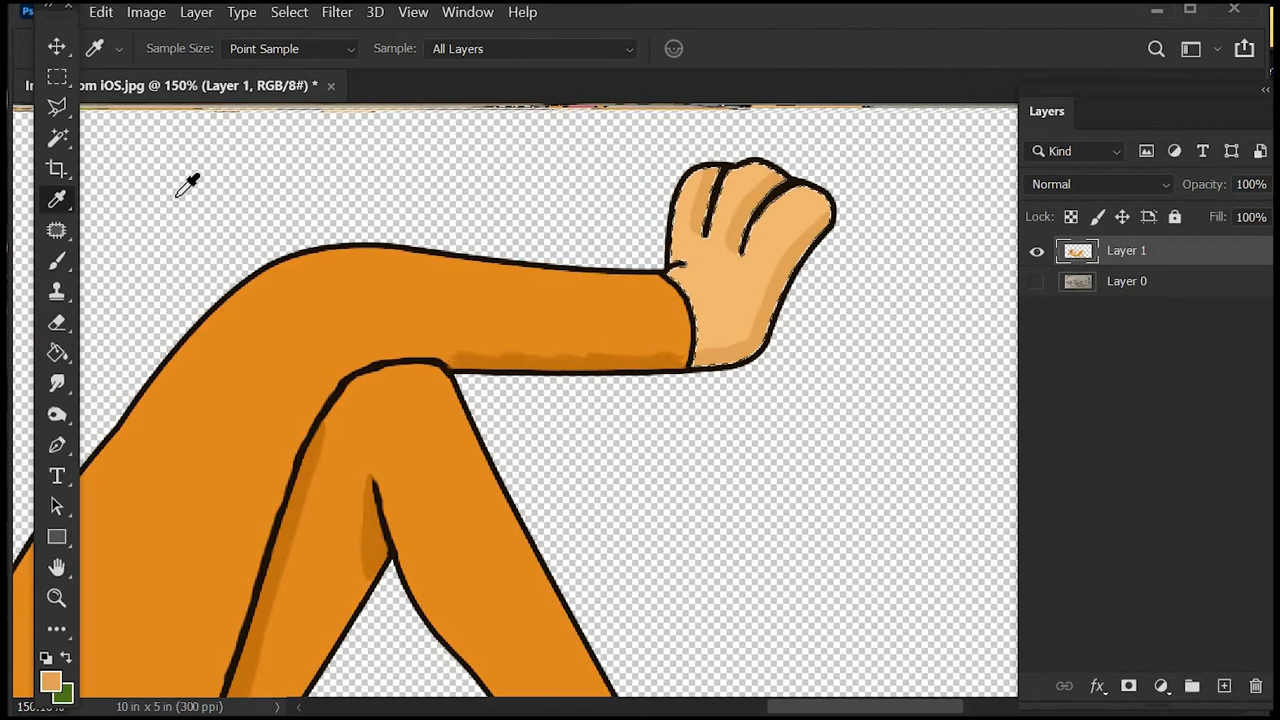 Ps Edit Image Layer Type Select Filter 3D View Window Help
Sample Size: Point Sample Sample: All Layers
om iOS.jpg @ 150% (Layer 1, RGB/8#) * ×
Layers
Kind
Normal Opacity: 100%
Lock: Fill: 100%
Layer 1
Layer 0
10 in x 5 in (300 ppi)